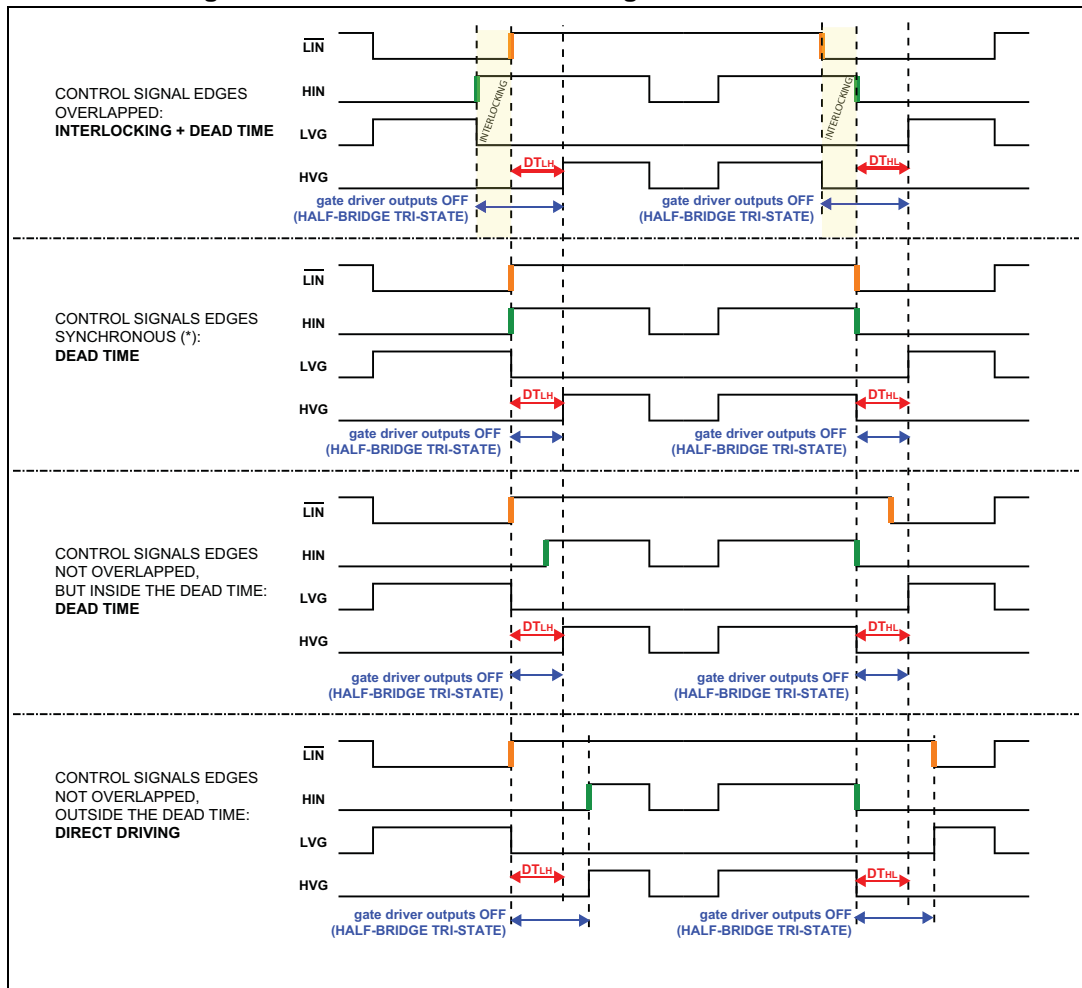 CONTROL SIGNAL EDGES
OVERLAPPED:
INTERLOCKING + DEAD TIME
LIN
HIN
LVG
HVG
INTERLOCKING
INTERLOCKING
DTLH
DTHL
gate driver outputs OFF
(HALF-BRIDGE TRI-STATE)
gate driver outputs OFF
(HALF-BRIDGE TRI-STATE)
CONTROL SIGNALS EDGES
SYNCHRONOUS (*):
DEAD TIME
LIN
HIN
LVG
HVG
DTLH
DTHL
gate driver outputs OFF
(HALF-BRIDGE TRI-STATE)
gate driver outputs OFF
(HALF-BRIDGE TRI-STATE)
CONTROL SIGNALS EDGES
NOT OVERLAPPED,
BUT INSIDE THE DEAD TIME:
DEAD TIME
LIN
HIN
LVG
HVG
DTLH
DTHL
gate driver outputs OFF
(HALF-BRIDGE TRI-STATE)
gate driver outputs OFF
(HALF-BRIDGE TRI-STATE)
CONTROL SIGNALS EDGES
NOT OVERLAPPED,
OUTSIDE THE DEAD TIME:
DIRECT DRIVING
LIN
HIN
LVG
HVG
DTLH
DTHL
gate driver outputs OFF
(HALF-BRIDGE TRI-STATE)
gate driver outputs OFF
(HALF-BRIDGE TRI-STATE)